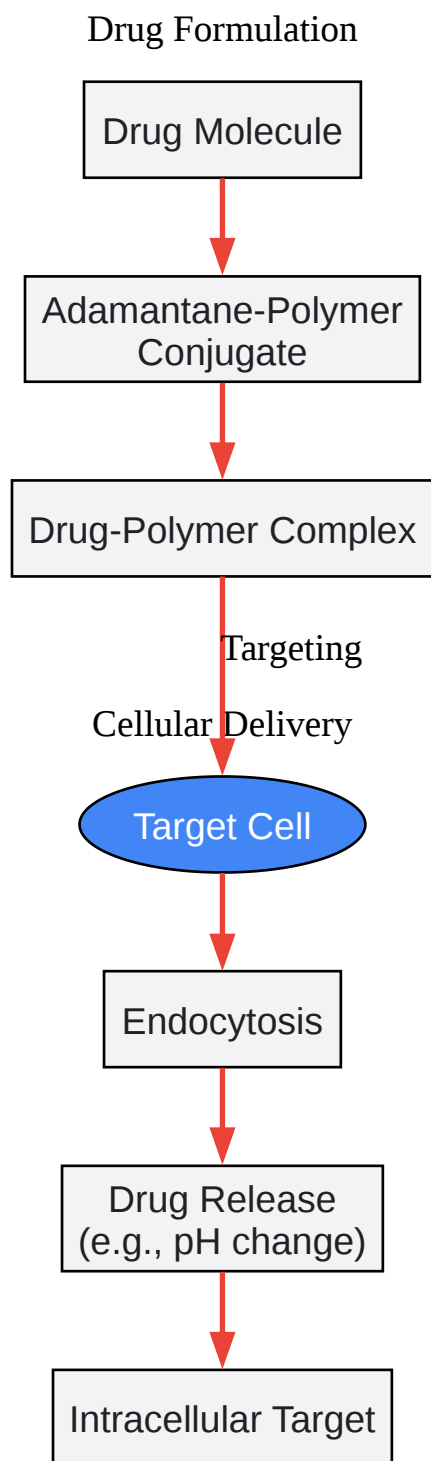 Drug Formulation
Drug Molecule
Adamantane-Polymer
Conjugate
Drug-Polymer Complex
Targeting
Cellular Delivery
Target Cell
Endocytosis
Drug Release
(e.g., pH change)
Intracellular Target